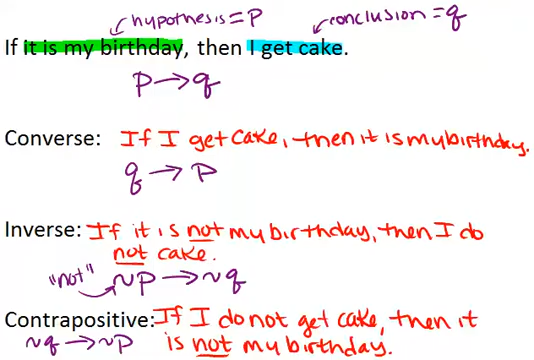 hypothesis = p conclusion = q
If it is my birthday, then I get cake.
p → q
Converse: If I get cake, then it is my birthday.
q → p
Inverse: If it is not my birthday, then I do
not cake.
"not" ~p → ~q
Contrapositive: If I do not get cake, then it
~q → ~p is not my birthday.